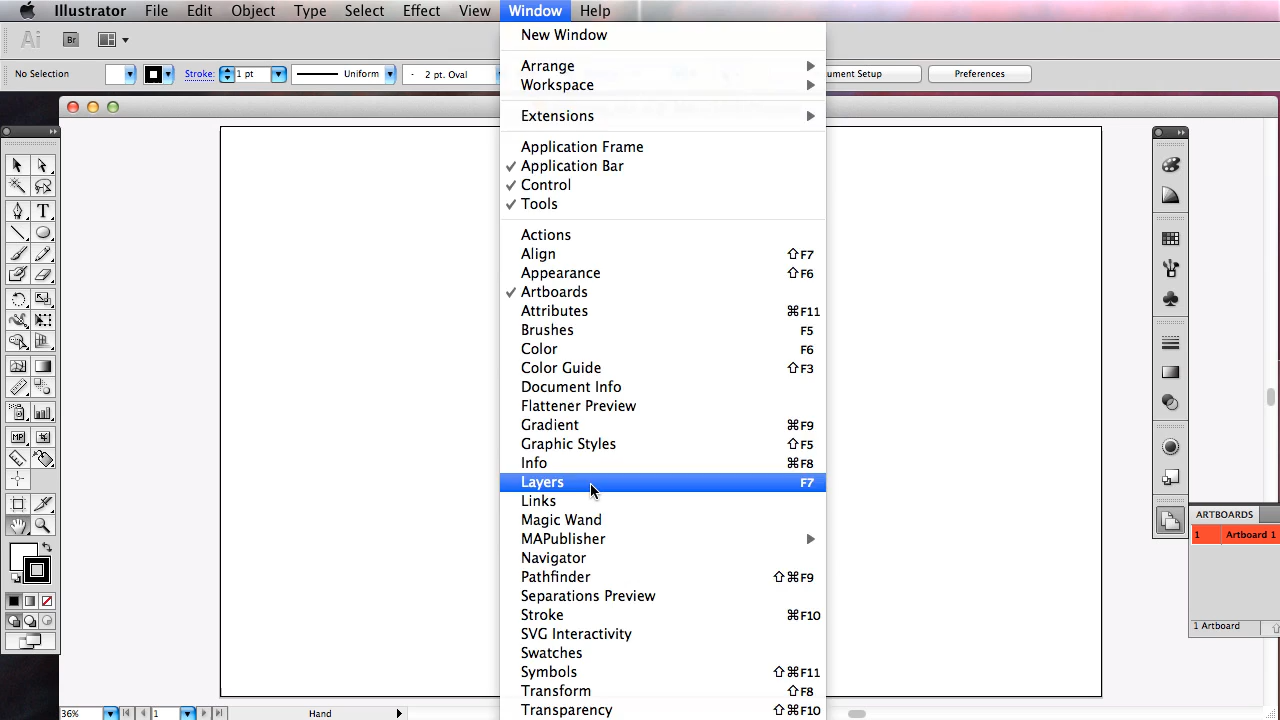 Illustrator File Edit Object Type Select Effect View Window Help
Ai Br
No Selection Stroke: 1 pt Uniform 2 pt. Oval ument Setup Preferences
New Window
Arrange
Workspace
Extensions
Application Frame
✓ Application Bar
✓ Control
✓ Tools
Actions
Align ⇧F7
Appearance ⇧F6
✓ Artboards
Attributes ⌘F11
Brushes F5
Color F6
Color Guide ⇧F3
Document Info
Flattener Preview
Gradient ⌘F9
Graphic Styles ⇧F5
Info ⌘F8
Layers F7
Links
Magic Wand
MAPublisher
Navigator
Pathfinder ⇧⌘F9
Separations Preview
Stroke ⌘F10
SVG Interactivity
Swatches
Symbols ⇧⌘F11
Transform ⇧F8
Transparency ⇧⌘F10
T
MP
ARTBOARDS
1 Artboard 1
1 Artboard
36% 1 Hand